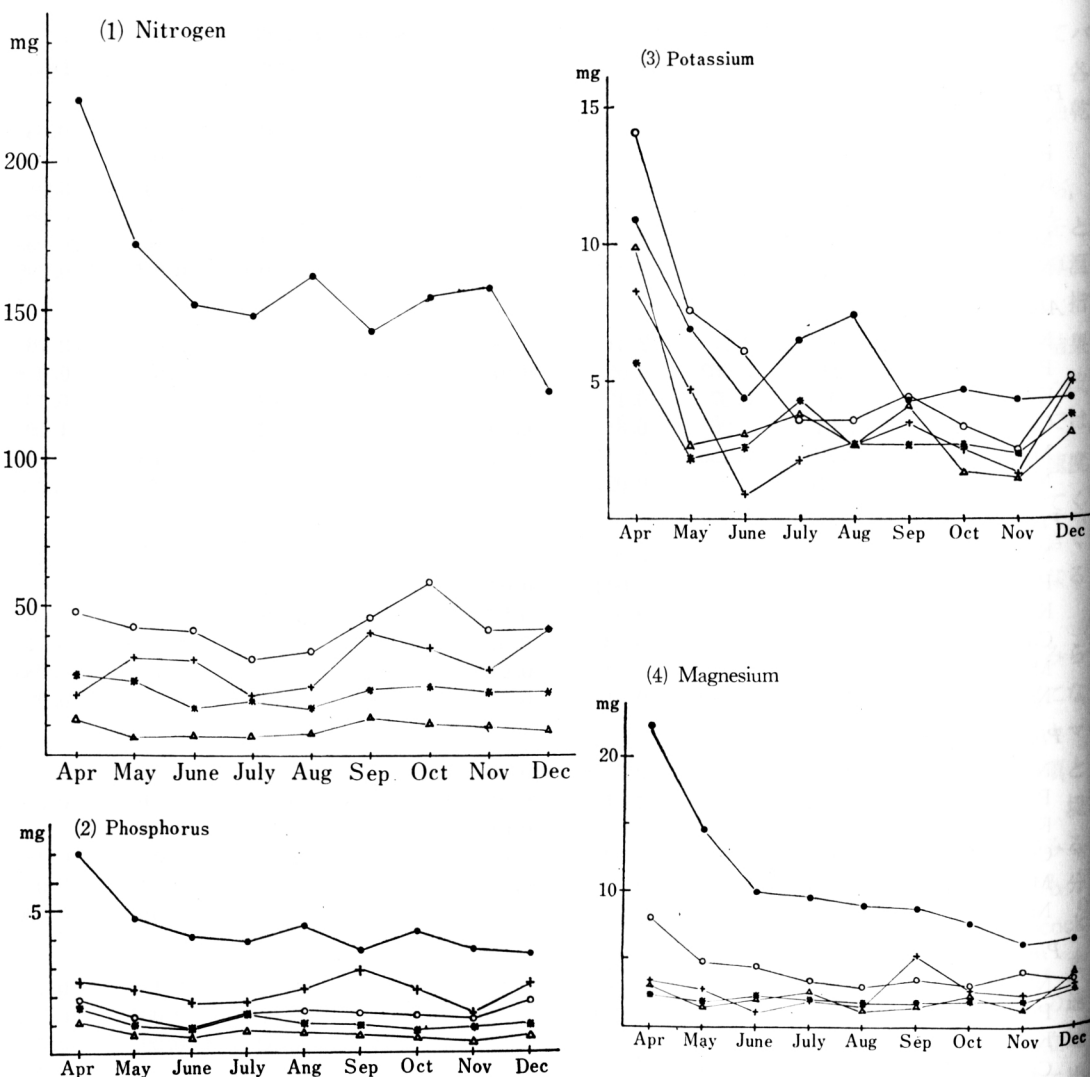 (1) Nitrogen
mg
200
150
100
50
Apr May June July Aug Sep Oct Nov Dec
(2) Phosphorus
mg
.5
Apr May June July Aug Sep Oct Nov Dec
(3) Potassium
mg
15
10
5
Apr May June July Aug Sep Oct Nov Dec
(4) Magnesium
mg
20
10
Apr May June July Aug Sep Oct Nov Dec